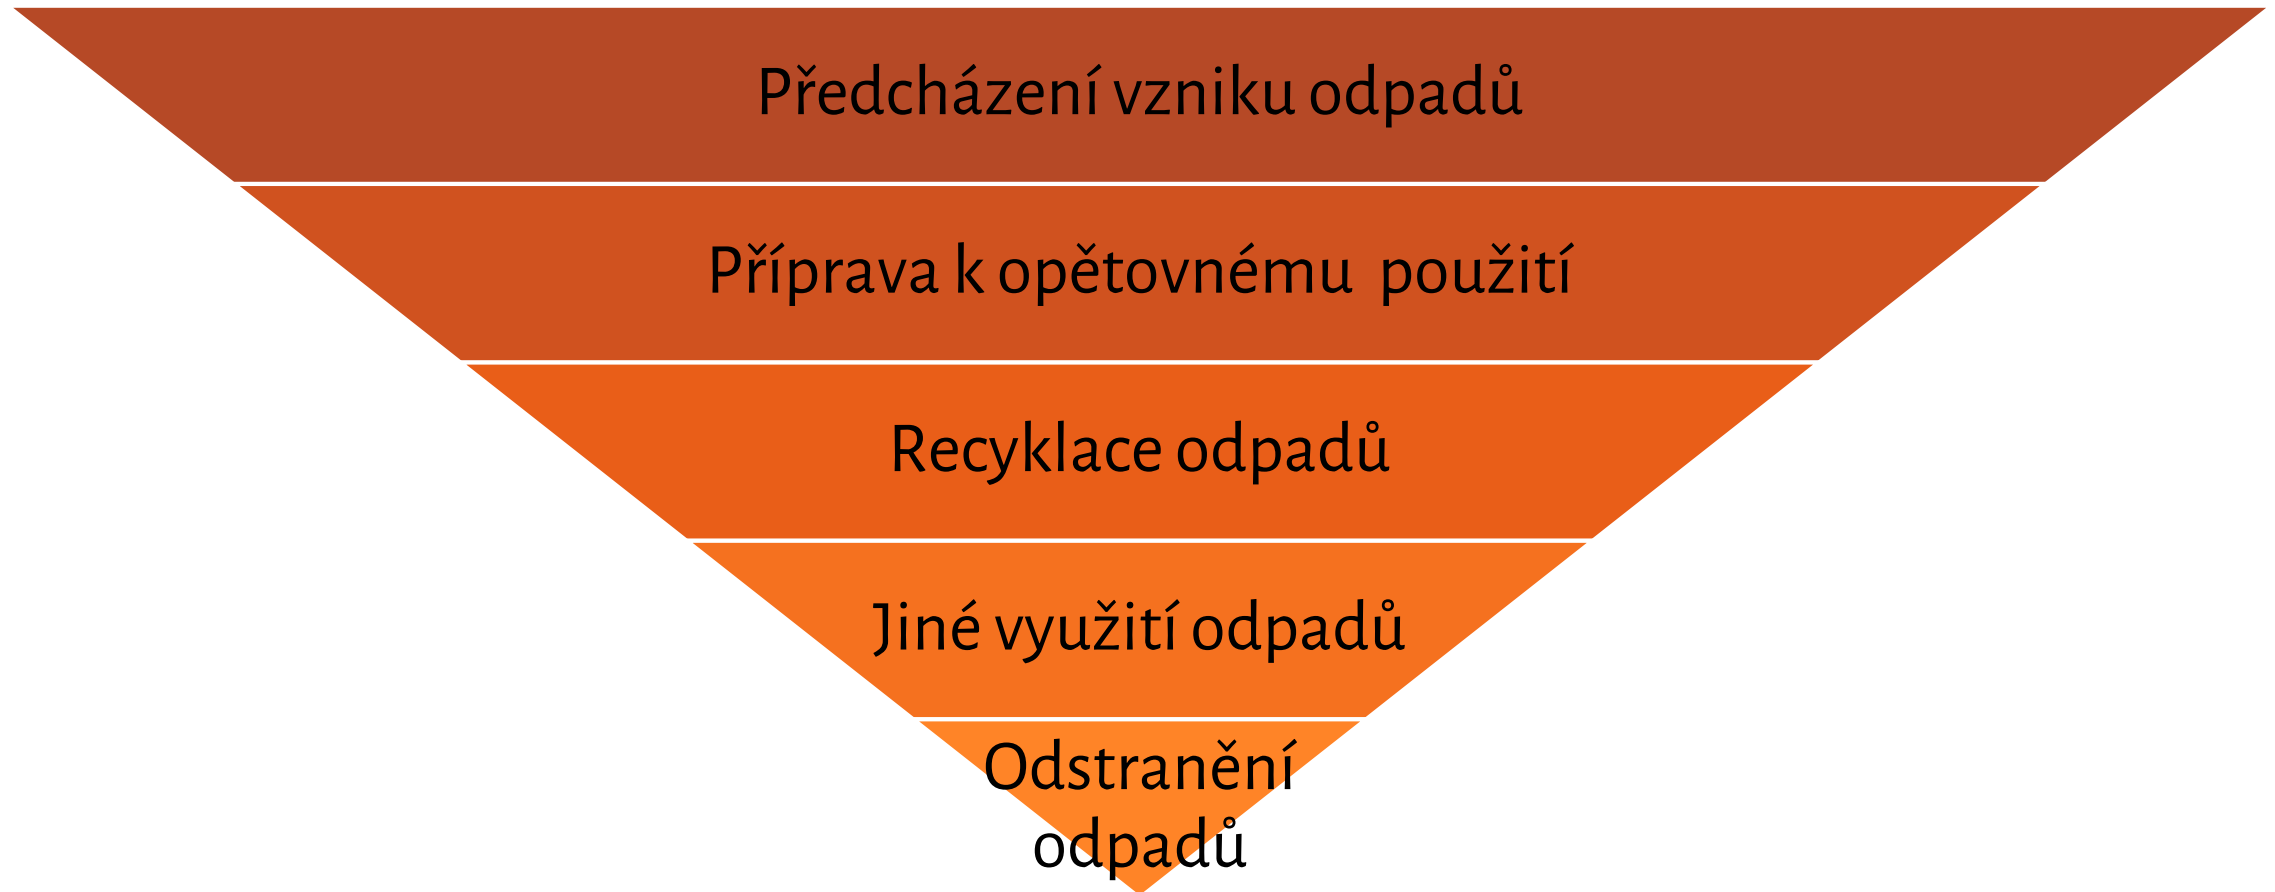 Předcházení vzniku odpadů
Příprava k opětovnému  použití
Recyklace odpadů
Jiné využití odpadů
Odstranění
odpadů